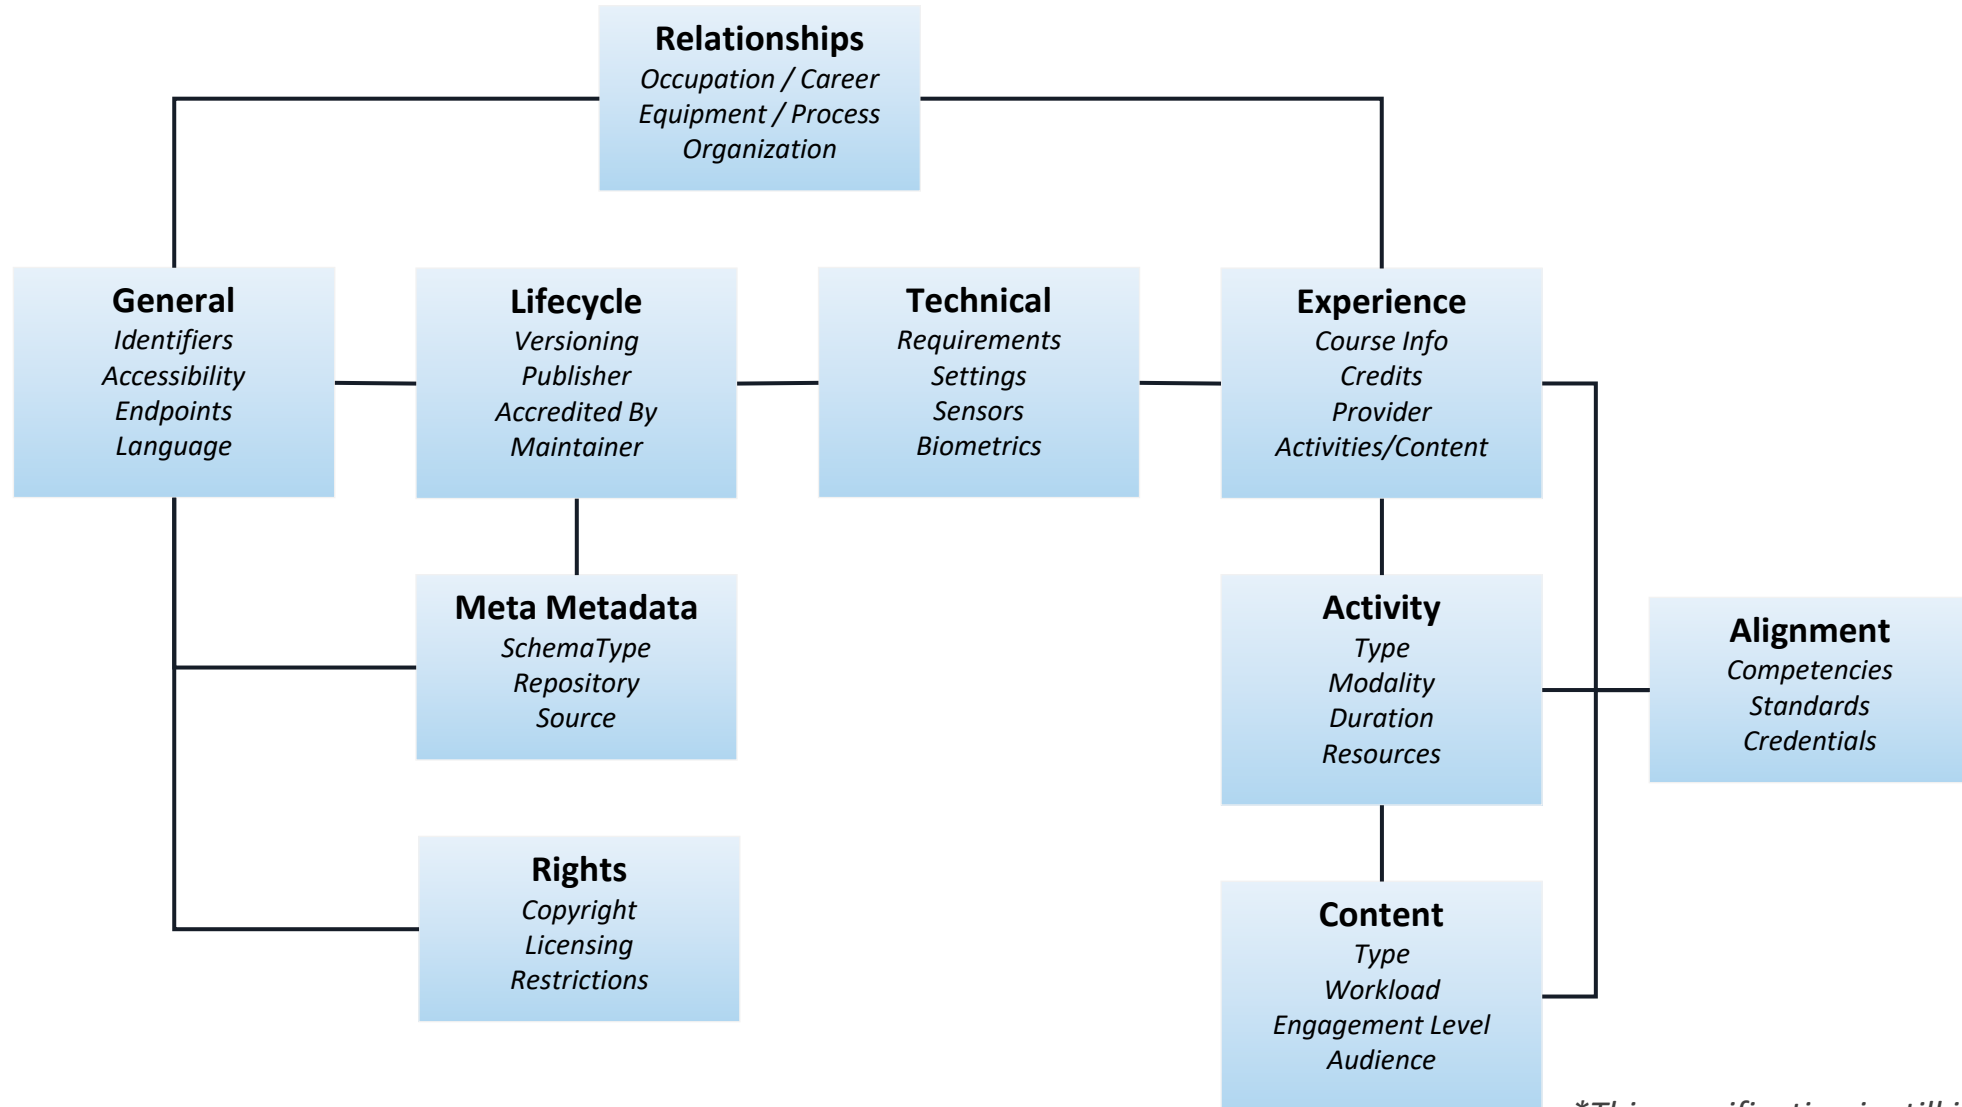 Relationships
Occupation / Career
Equipment / Process
Organization
General
Identifiers
Accessibility
Endpoints
Language
Lifecycle
Versioning
Publisher
Accredited By
Maintainer
Technical
Requirements
Settings
Sensors
Biometrics
Experience
Course Info
Credits
Provider
Activities/Content
Meta Metadata
SchemaType
Repository
Source
Activity
Type
Modality
Duration
Resources
Alignment
Competencies
Standards
Credentials
Rights
Copyright
Licensing
Restrictions
Content
Type
Workload
Engagement Level
Audience